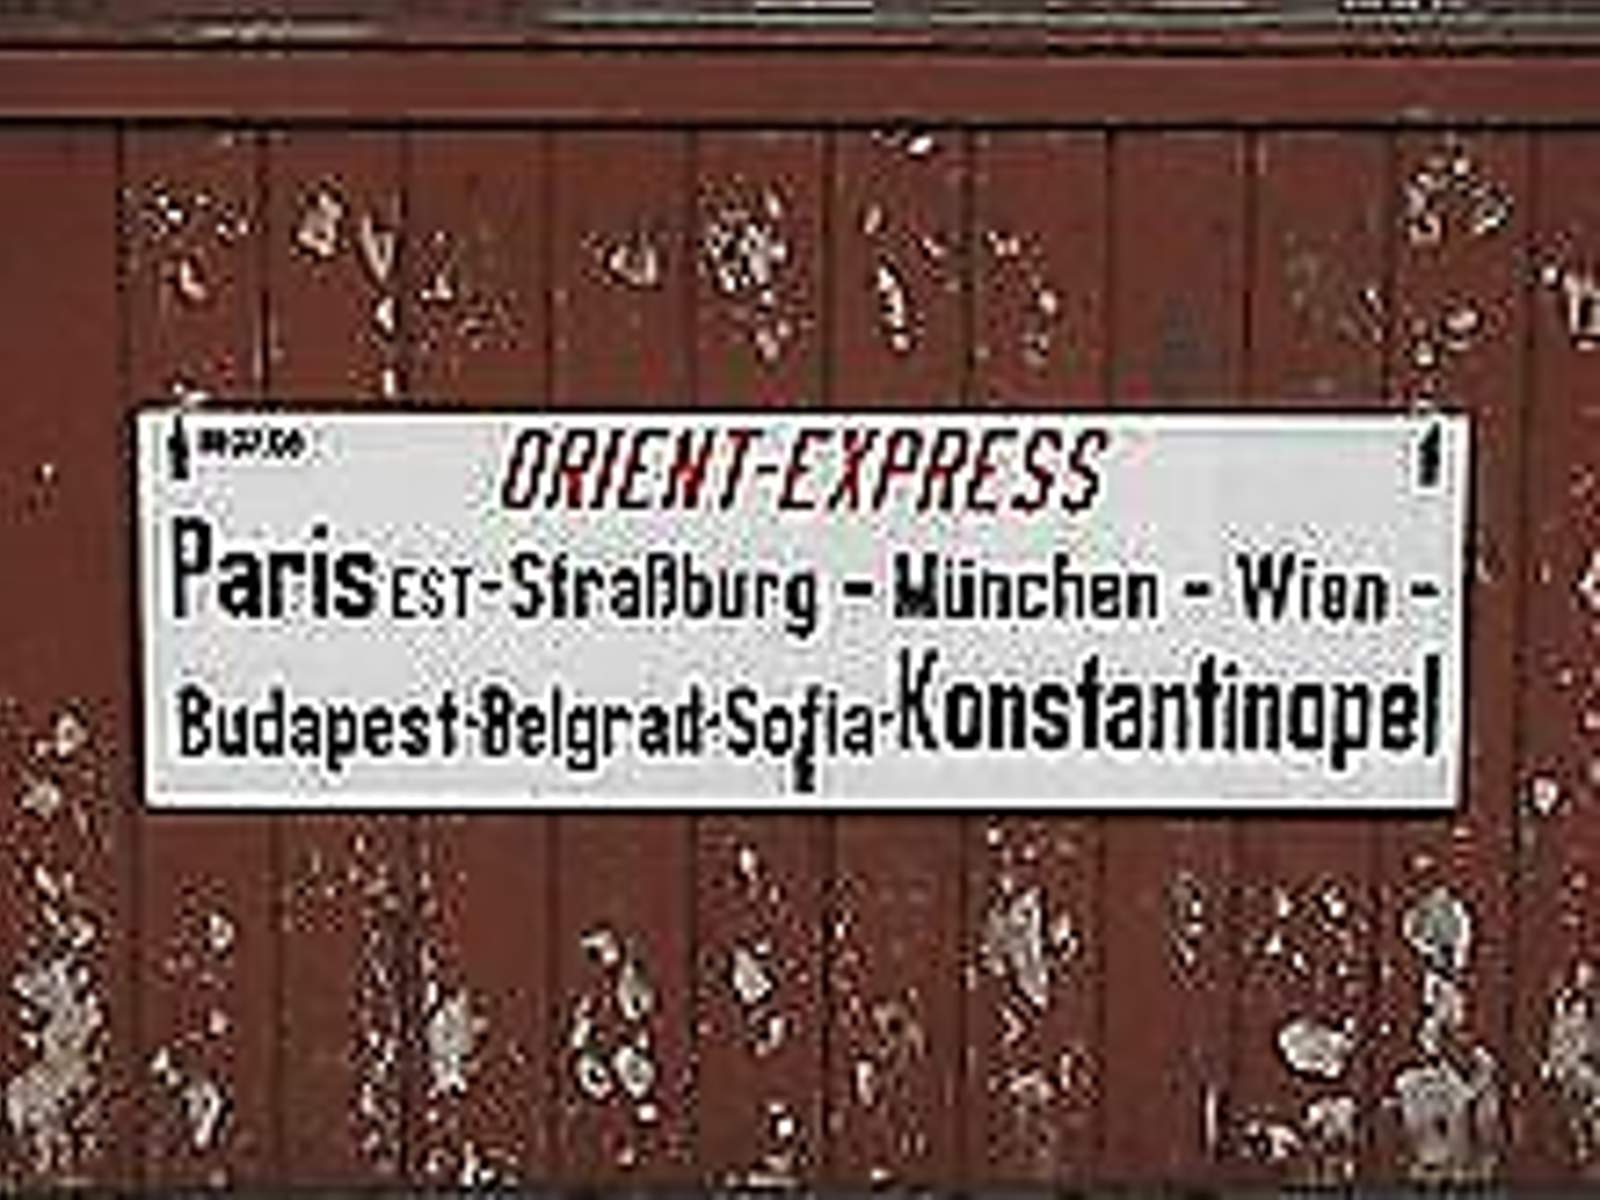 ORIENT-EXPRESS
Paris EST - Straßburg - München - Wien -
Budapest-Belgrad-Sofia-Konstantinopel